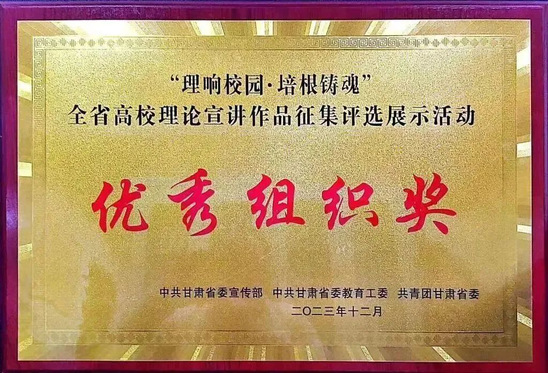 “理响校园·培根铸魂”
全省高校理论宣讲作品征集评选展示活动
优秀组织奖
中共甘肃省委宣传部 中共甘肃省委教育工委 共青团甘肃省委
二〇二三年十二月